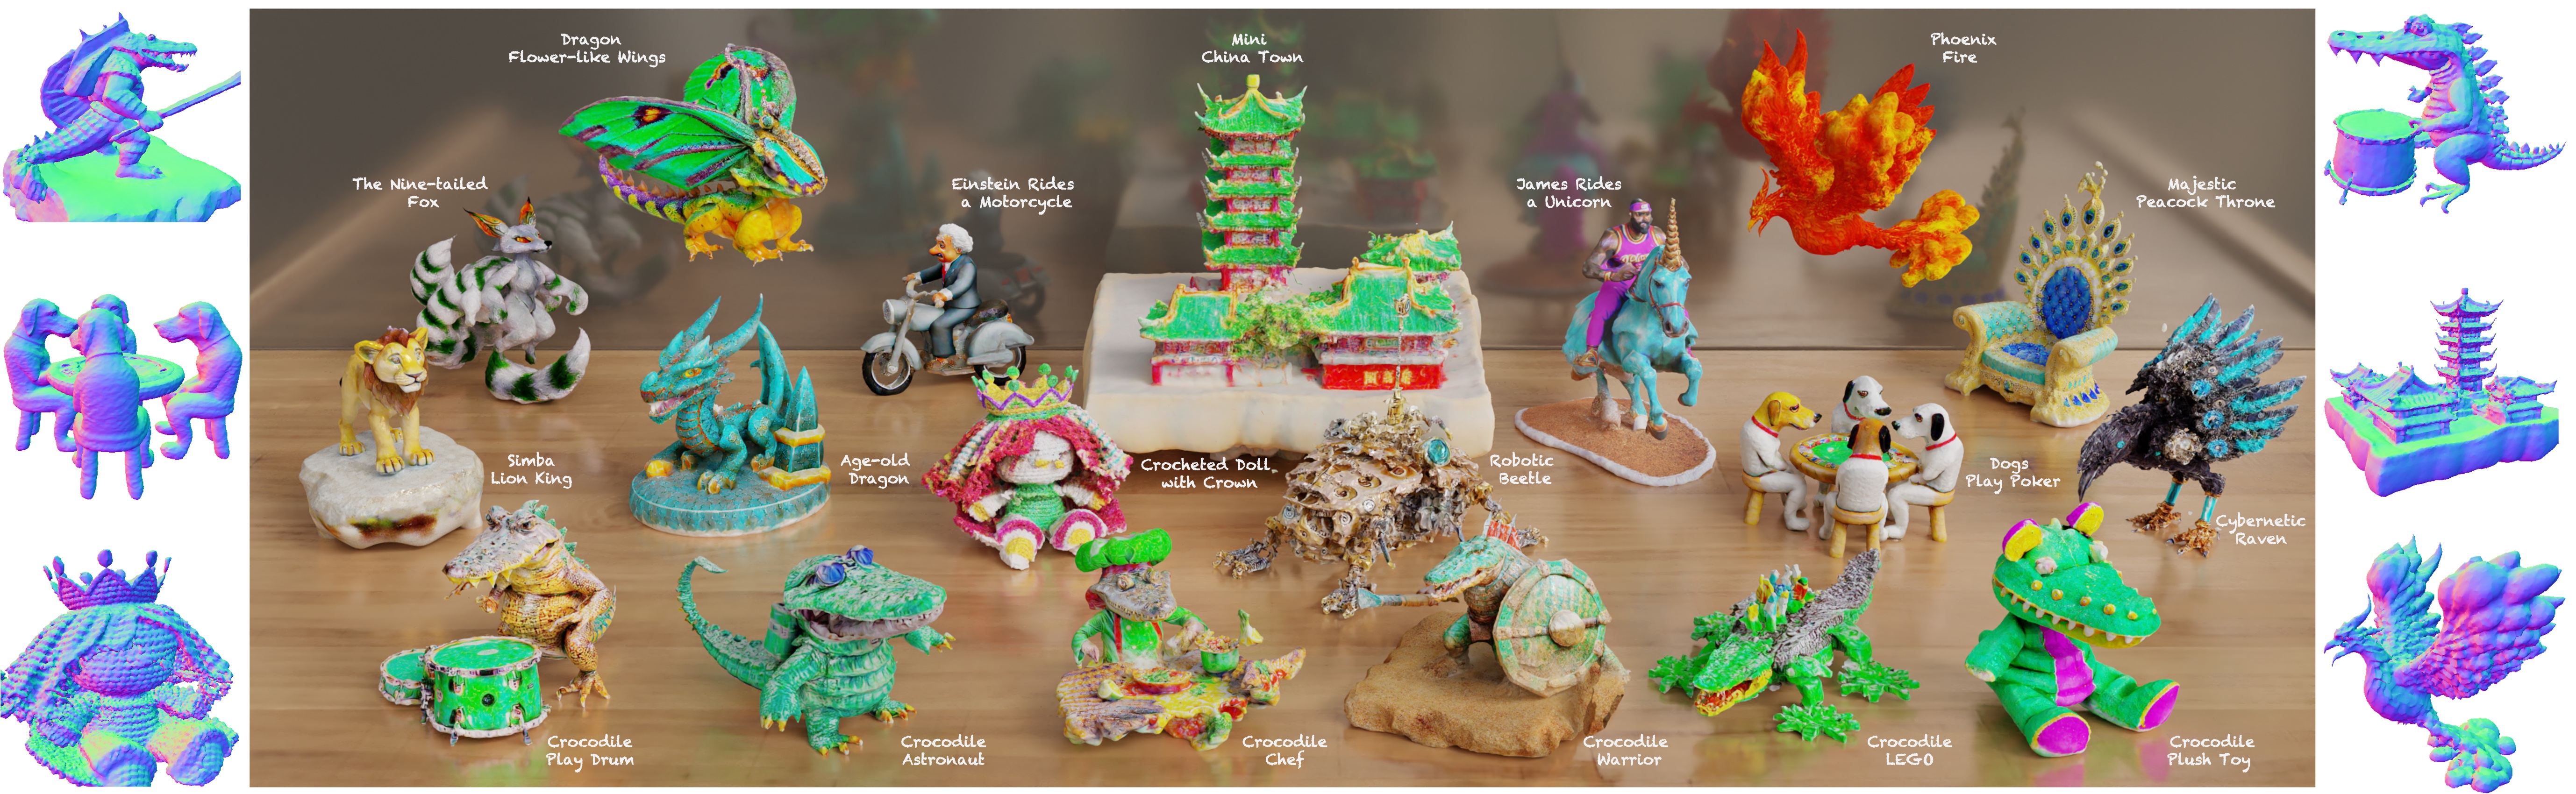 Dragon
Flower-like Wings
Mini
China Town
Phoenix
Fire
The Nine-tailed
Fox
Einstein Rides
a Motorcycle
James Rides
a Unicorn
Majestic
Peacock Throne
Simba
Lion King
Age-old
Dragon
Crocheted Doll
with Crown
Robotic
Beetle
Dogs
Play Poker
Cybernetic
Raven
Crocodile
Play Drum
Crocodile
Astronaut
Crocodile
Chef
Crocodile
Warrior
Crocodile
LEGO
Crocodile
Plush Toy